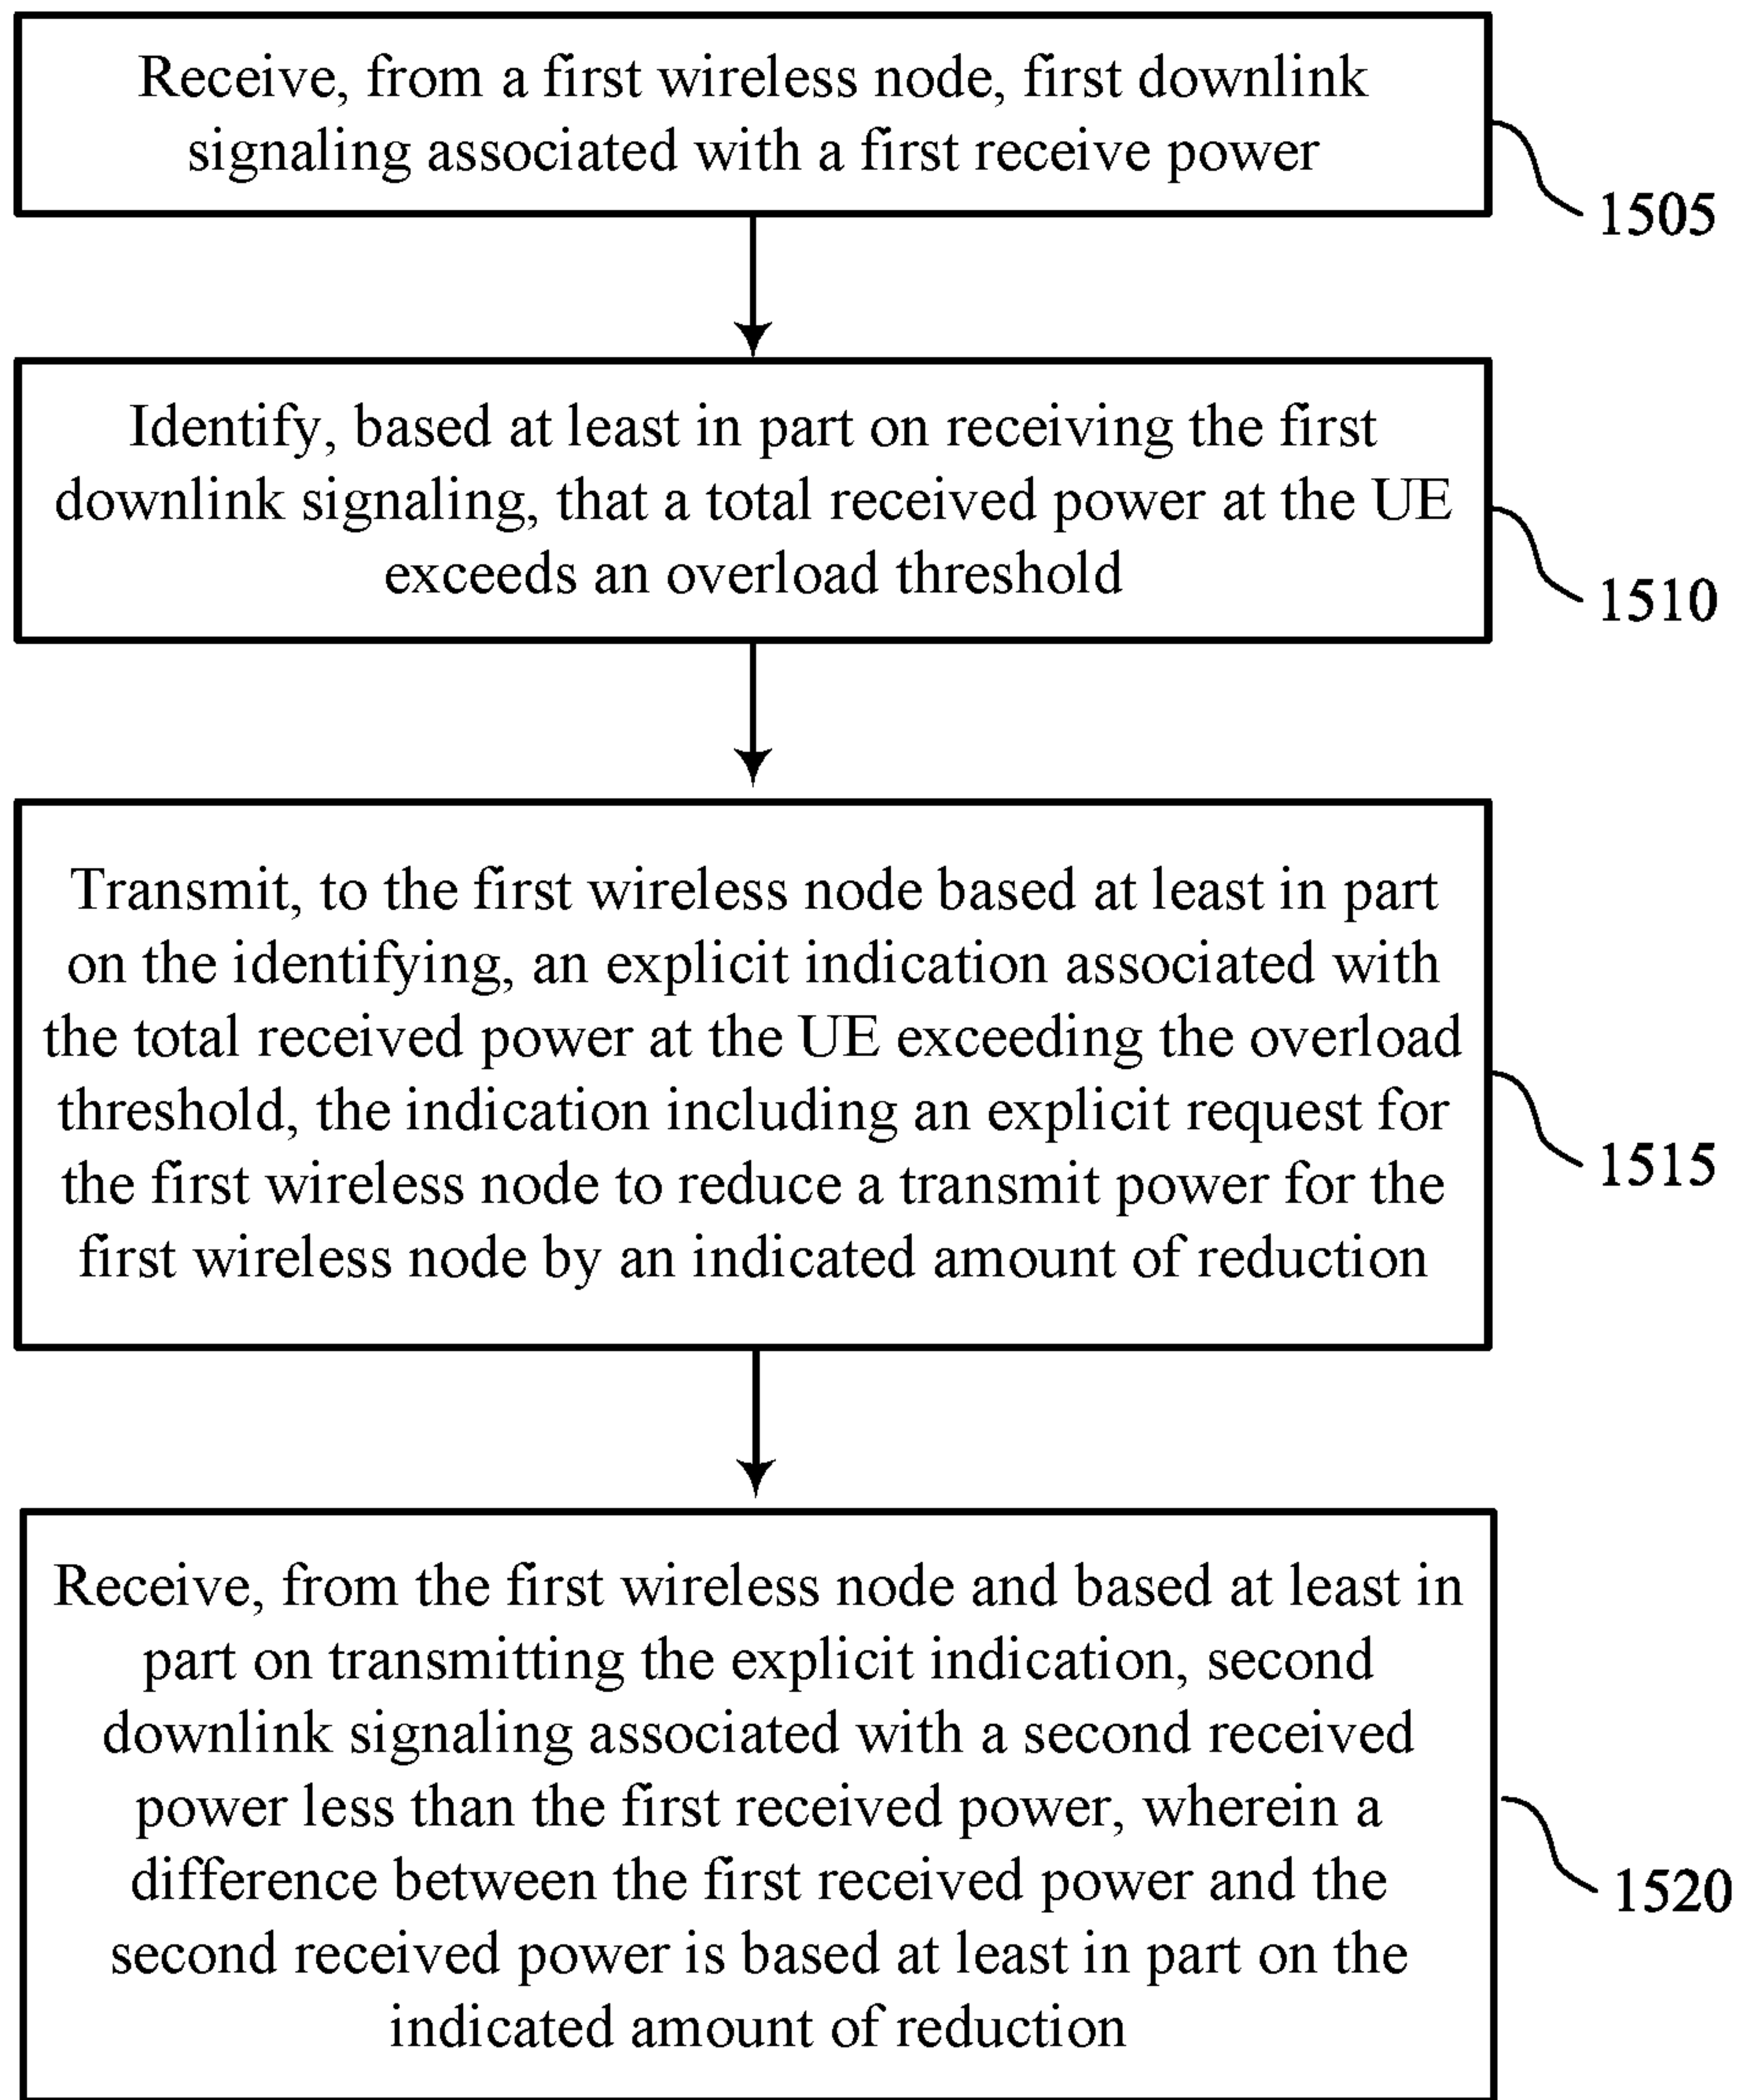 Receive, from a first wireless node, first downlink
signaling associated with a first receive power
1505
Identify, based at least in part on receiving the first
downlink signaling, that a total received power at the UE
exceeds an overload threshold
1510
Transmit, to the first wireless node based at least in part
on the identifying, an explicit indication associated with
the total received power at the UE exceeding the overload
threshold, the indication including an explicit request for
the first wireless node to reduce a transmit power for the
first wireless node by an indicated amount of reduction
1515
Receive, from the first wireless node and based at least in
part on transmitting the explicit indication, second
downlink signaling associated with a second received
power less than the first received power, wherein a
difference between the first received power and the
second received power is based at least in part on the
indicated amount of reduction
1520